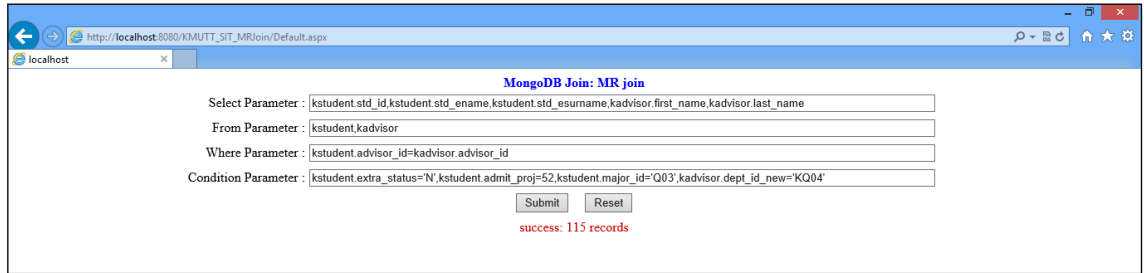 http://localhost:8080/KMUTT_SIT_MRJoin/Default.aspx
localhost
MongoDB Join: MR join
Select Parameter : kstudent.std_id,kstudent.std_ename,kstudent.std_esurname,kadvisor.first_name,kadvisor.last_name
From Parameter : kstudent,kadvisor
Where Parameter : kstudent.advisor_id=kadvisor.advisor_id
Condition Parameter : kstudent.extra_status='N',kstudent.admit_proj=52,kstudent.major_id='Q03',kadvisor.dept_id_new='KQ04'
Submit Reset
success: 115 records